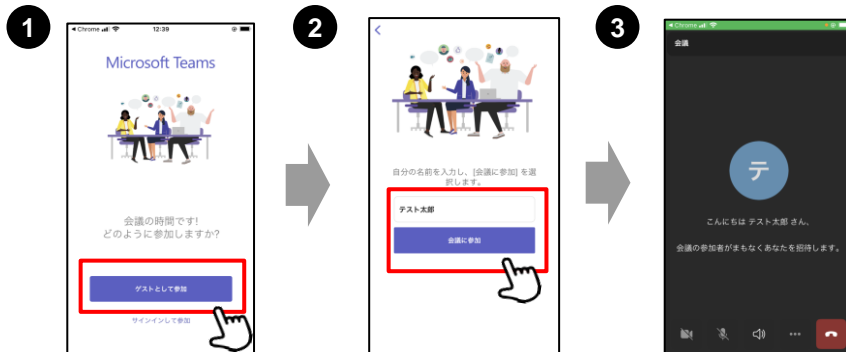 1
Chrome
12:39
Microsoft Teams
会議の時間です!
どのように参加しますか?
ゲストとして参加
サインインして参加
2
自分の名前を入力し、[会議に参加] を選
択します。
テスト太郎
会議に参加
3
Chrome
会議
テ
こんにちは テスト太郎 さん、
会議の参加者がまもなくあなたを招待します。